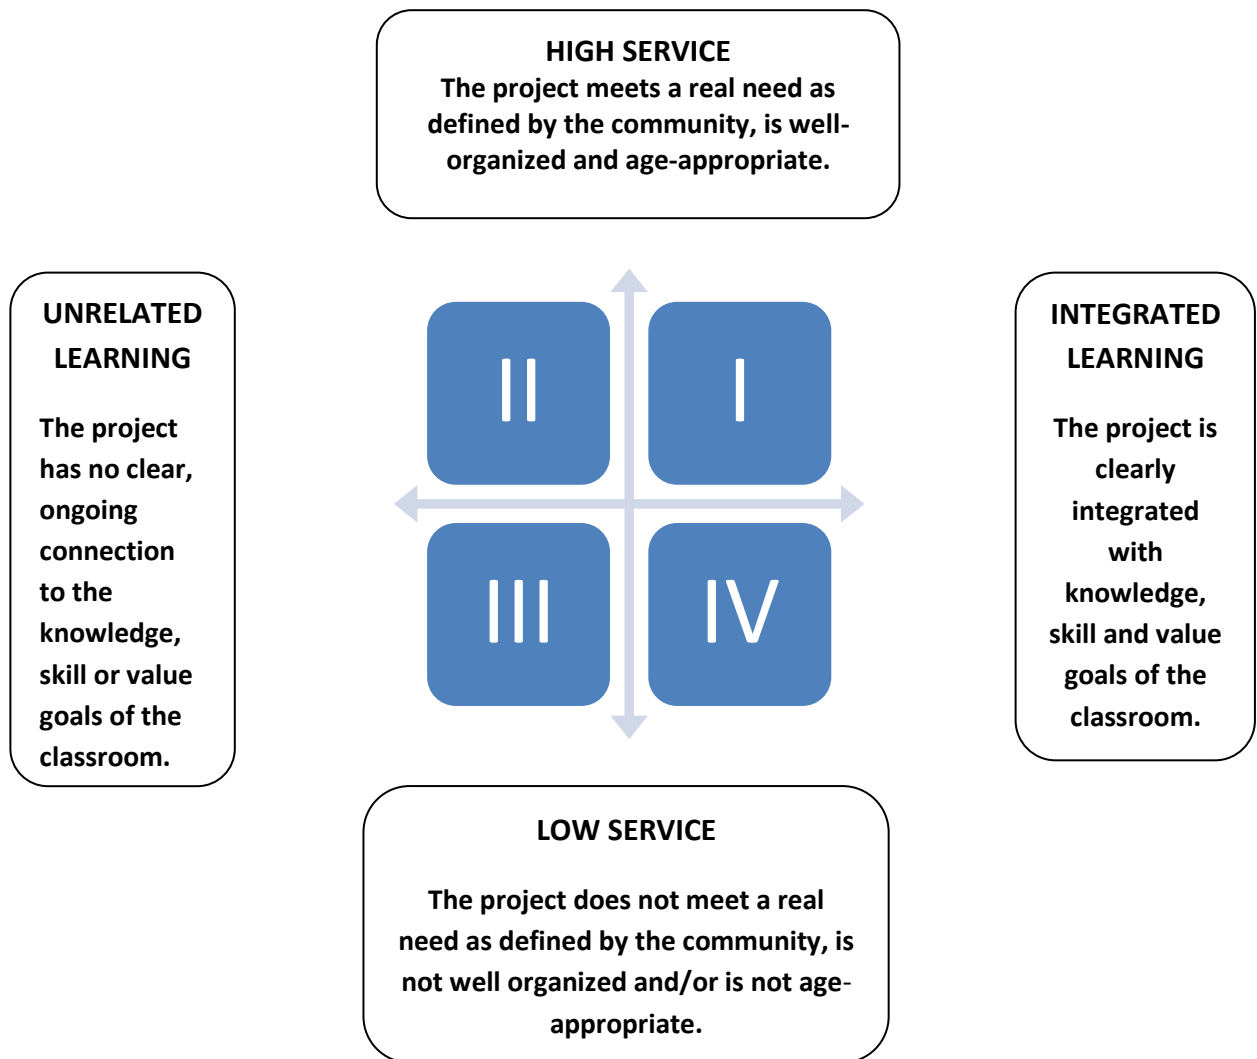 HIGH SERVICE
The project meets a real need as
defined by the community, is well-
organized and age-appropriate.
UNRELATED
LEARNING
The project
has no clear,
ongoing
connection
to the
knowledge,
skill or value
goals of the
classroom.
II
I
III
IV
INTEGRATED
LEARNING
The project is
clearly
integrated
with
knowledge,
skill and value
goals of the
classroom.
LOW SERVICE
The project does not meet a real
need as defined by the community, is
not well organized and/or is not age-
appropriate.